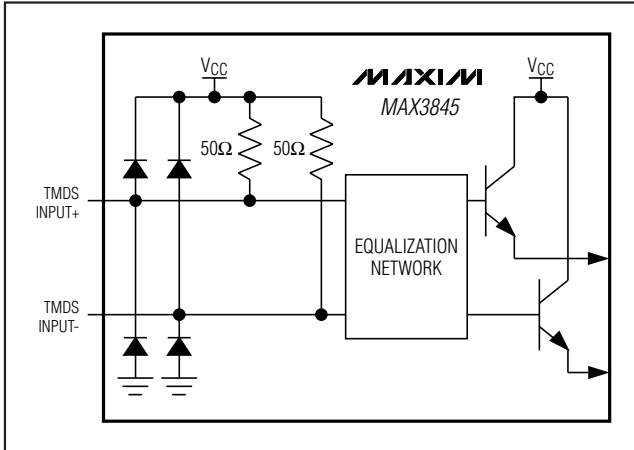 VCC
MAXIM
MAX3845
VCC
50Ω
50Ω
TMDS
INPUT+
EQUALIZATION
NETWORK
TMDS
INPUT-